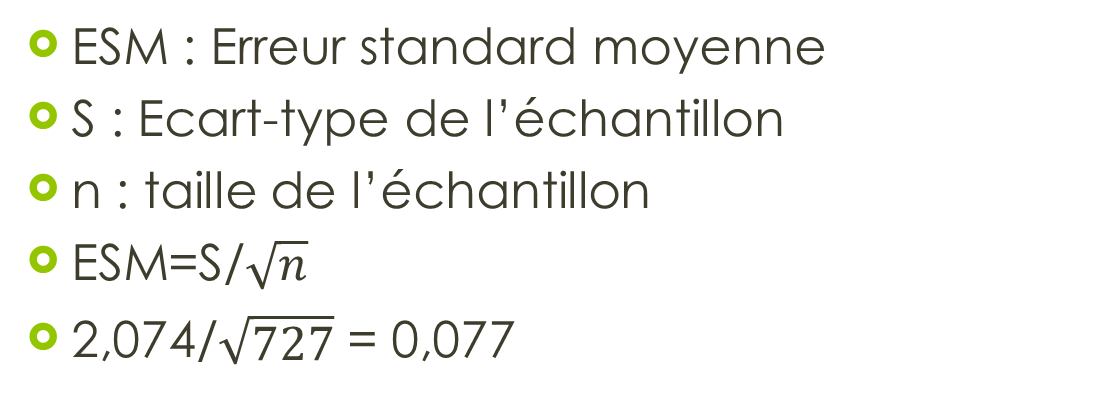 ESM : Erreur standard moyenne
S : Ecart-type de l’échantillon
n : taille de l’échantillon
ESM=S/√n
2,074/√727 = 0,077